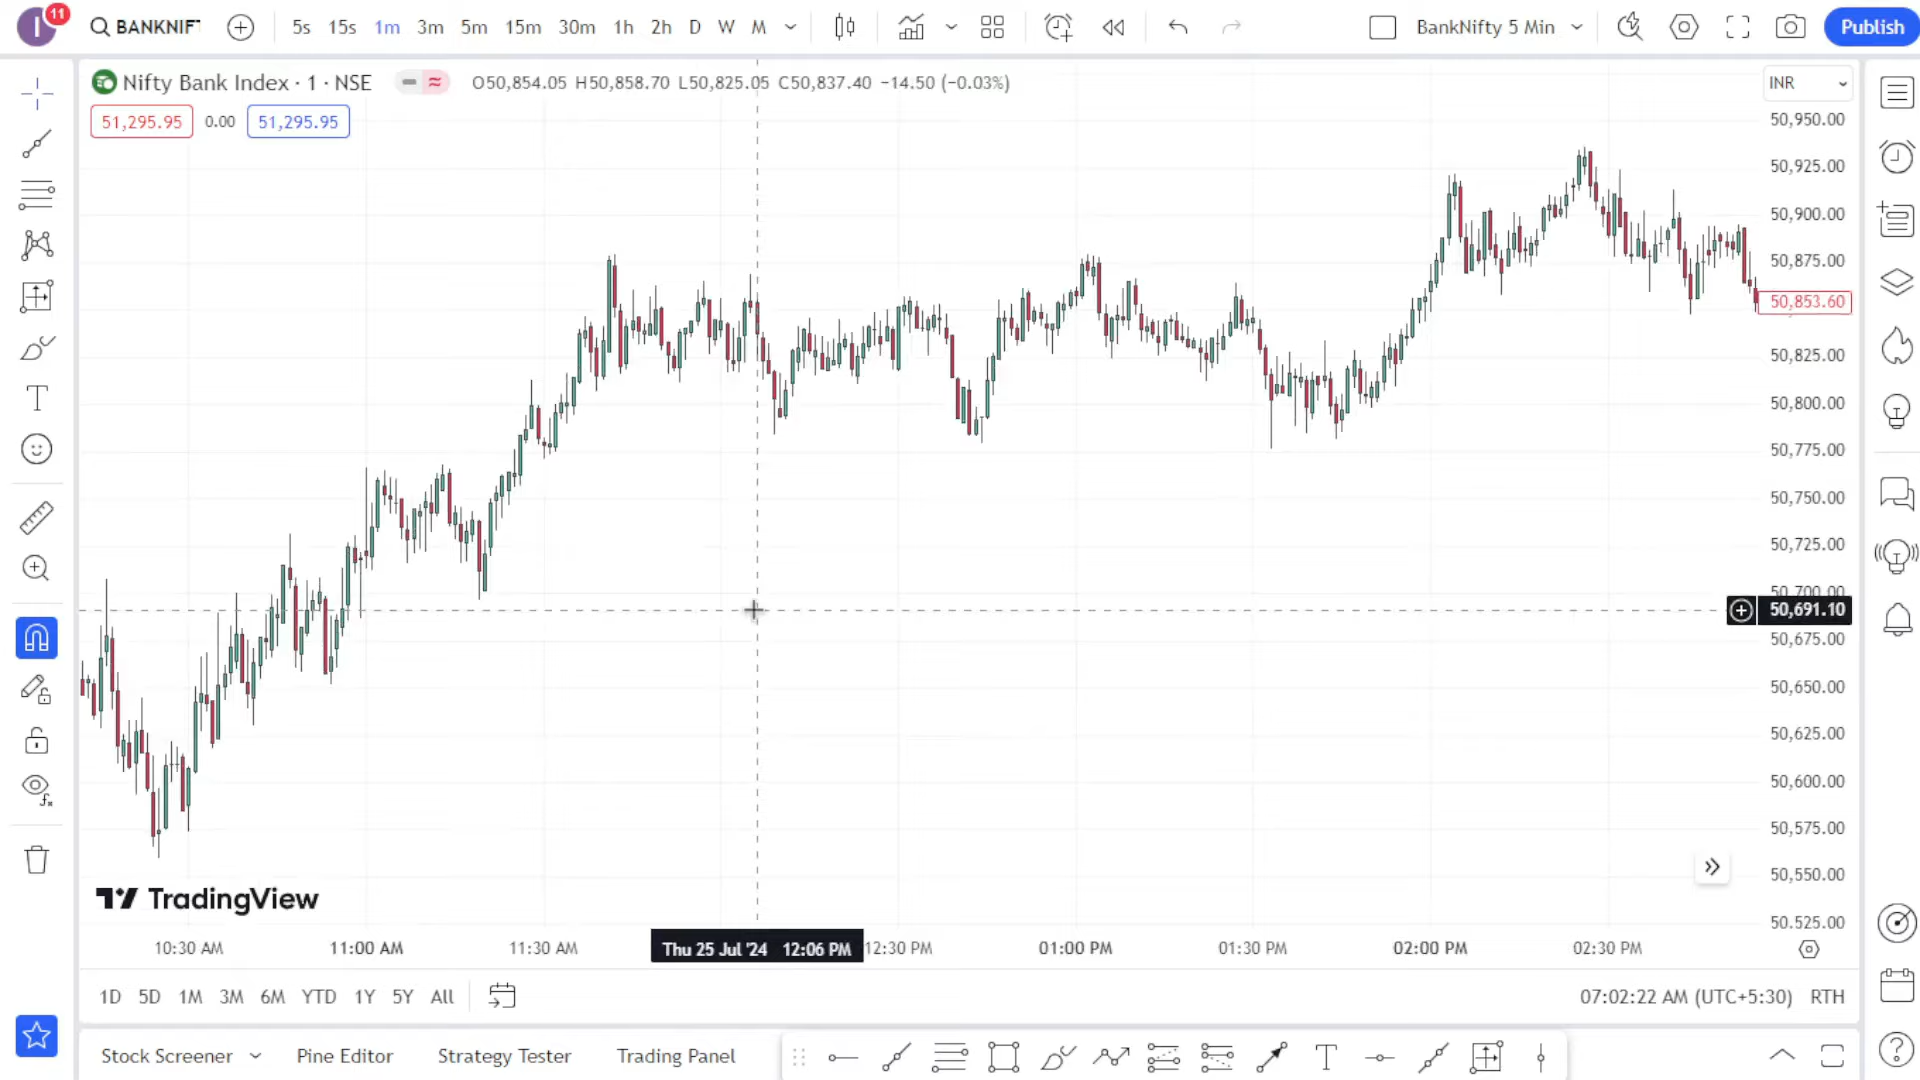 I 11 BANKNIF 5s 15s 1m 3m 5m 15m 30m 1h 2h D W M BankNifty 5 Min Publish
Nifty Bank Index · 1 · NSE O50,854.05 H50,858.70 L50,825.05 C50,837.40 −14.50 (−0.03%) INR
51,295.95 0.00 51,295.95
50,950.00
50,925.00
50,900.00
50,875.00
50,853.60
50,825.00
50,800.00
50,775.00
50,750.00
50,725.00
50,700.00
50,691.10
50,675.00
50,650.00
50,625.00
50,600.00
50,575.00
50,550.00
TradingView
50,525.00
10:30 AM 11:00 AM 11:30 AM Thu 25 Jul '24 12:06 PM 12:30 PM 01:00 PM 01:30 PM 02:00 PM 02:30 PM
1D 5D 1M 3M 6M YTD 1Y 5Y All 07:02:22 AM (UTC+5:30) RTH
Stock Screener Pine Editor Strategy Tester Trading Panel